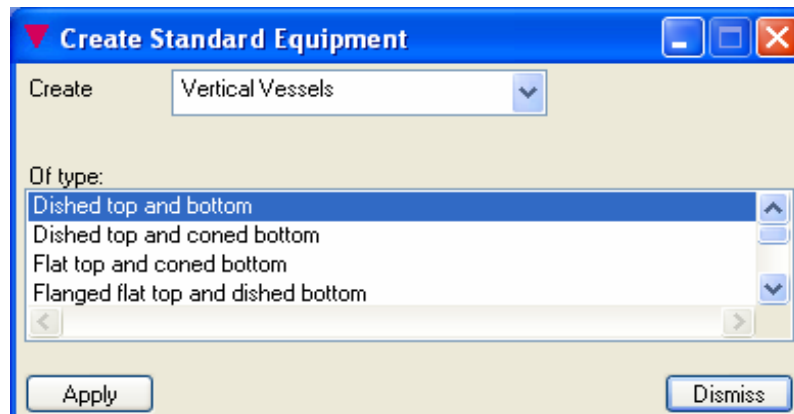 Create Standard Equipment
Create Vertical Vessels
Of type:
Dished top and bottom
Dished top and coned bottom
Flat top and coned bottom
Flanged flat top and dished bottom
Apply Dismiss